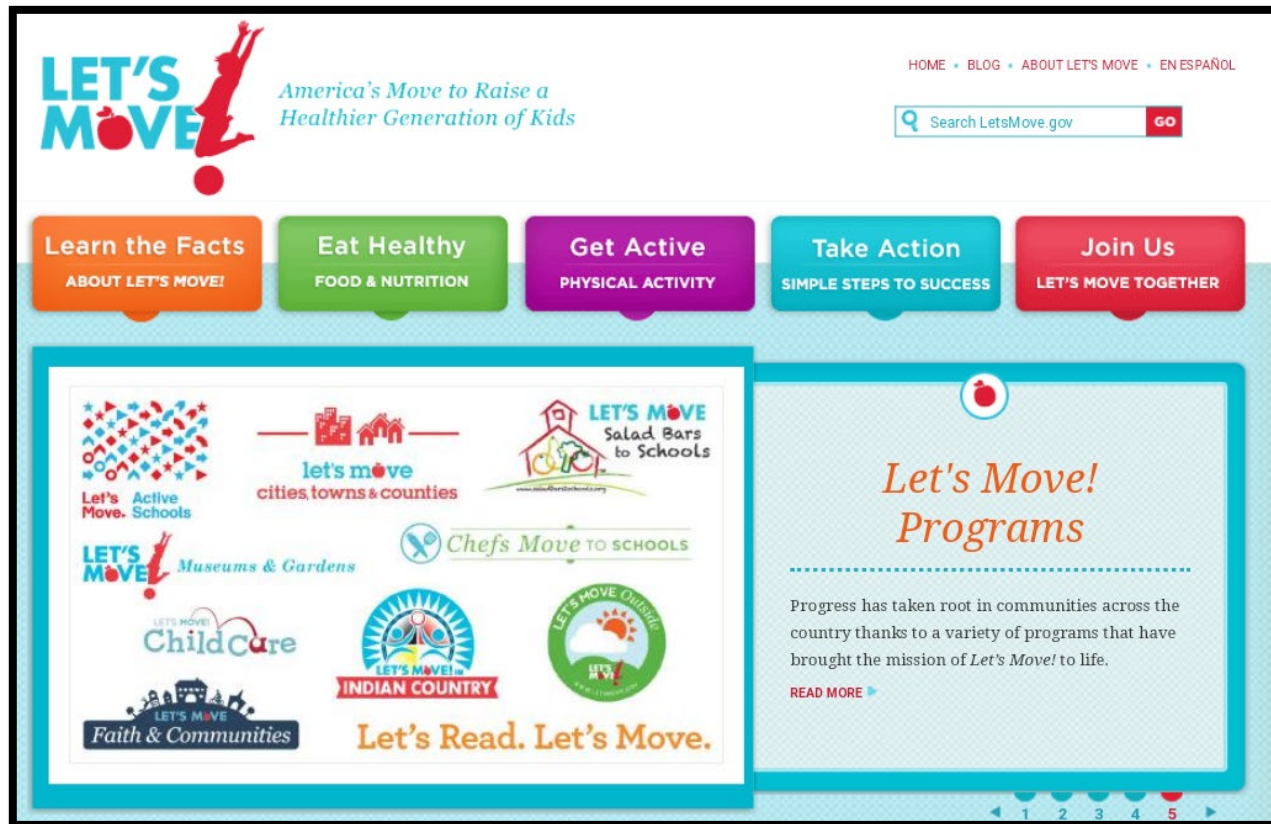 LET'S
MOVE!
America's Move to Raise a
Healthier Generation of Kids
HOME • BLOG • ABOUT LET'S MOVE • EN ESPAÑOL
Search LetsMove.gov GO
Learn the Facts
ABOUT LET'S MOVE!
Eat Healthy
FOOD & NUTRITION
Get Active
PHYSICAL ACTIVITY
Take Action
SIMPLE STEPS TO SUCCESS
Join Us
LET'S MOVE TOGETHER
Let's Active
Move. Schools
let's move
cities, towns & counties
LET'S MOVE
Salad Bars
to Schools
www.saladbarstoschools.org
LET'S
MOVE!
Museums & Gardens
Chefs Move TO SCHOOLS
LET'S MOVE!
Child Care
LET'S MOVE! IN
INDIAN COUNTRY
LET'S MOVE Outside
LET'S
MOVE!
LET'S MOVE
Faith & Communities
Let's Read. Let's Move.
Let's Move!
Programs
Progress has taken root in communities across the
country thanks to a variety of programs that have
brought the mission of Let's Move! to life.
READ MORE
1 2 3 4 5